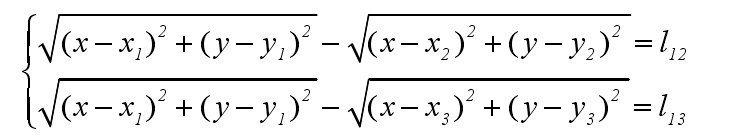 √((x−x₁)² + (y−y₁)²) − √((x−x₂)² + (y−y₂)²) = l₁₂
√((x−x₁)² + (y−y₁)²) − √((x−x₃)² + (y−y₃)²) = l₁₃